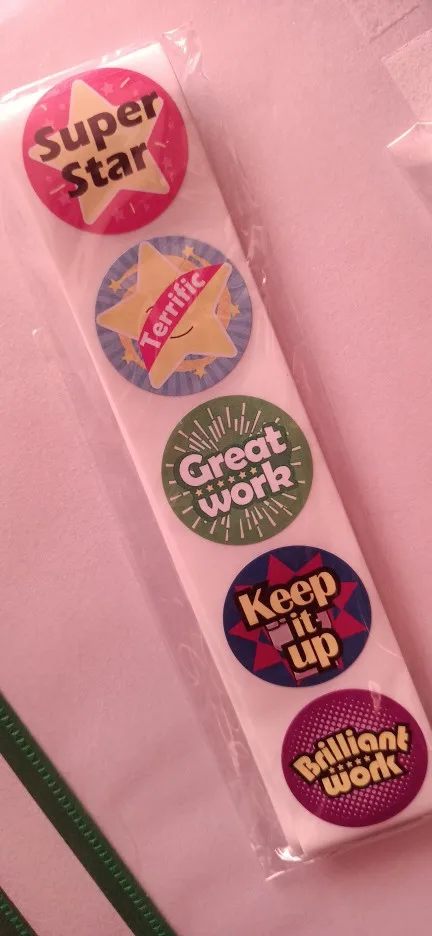 Super
Star
Terrific
Great
work
Keep
it
up
Brilliant
work